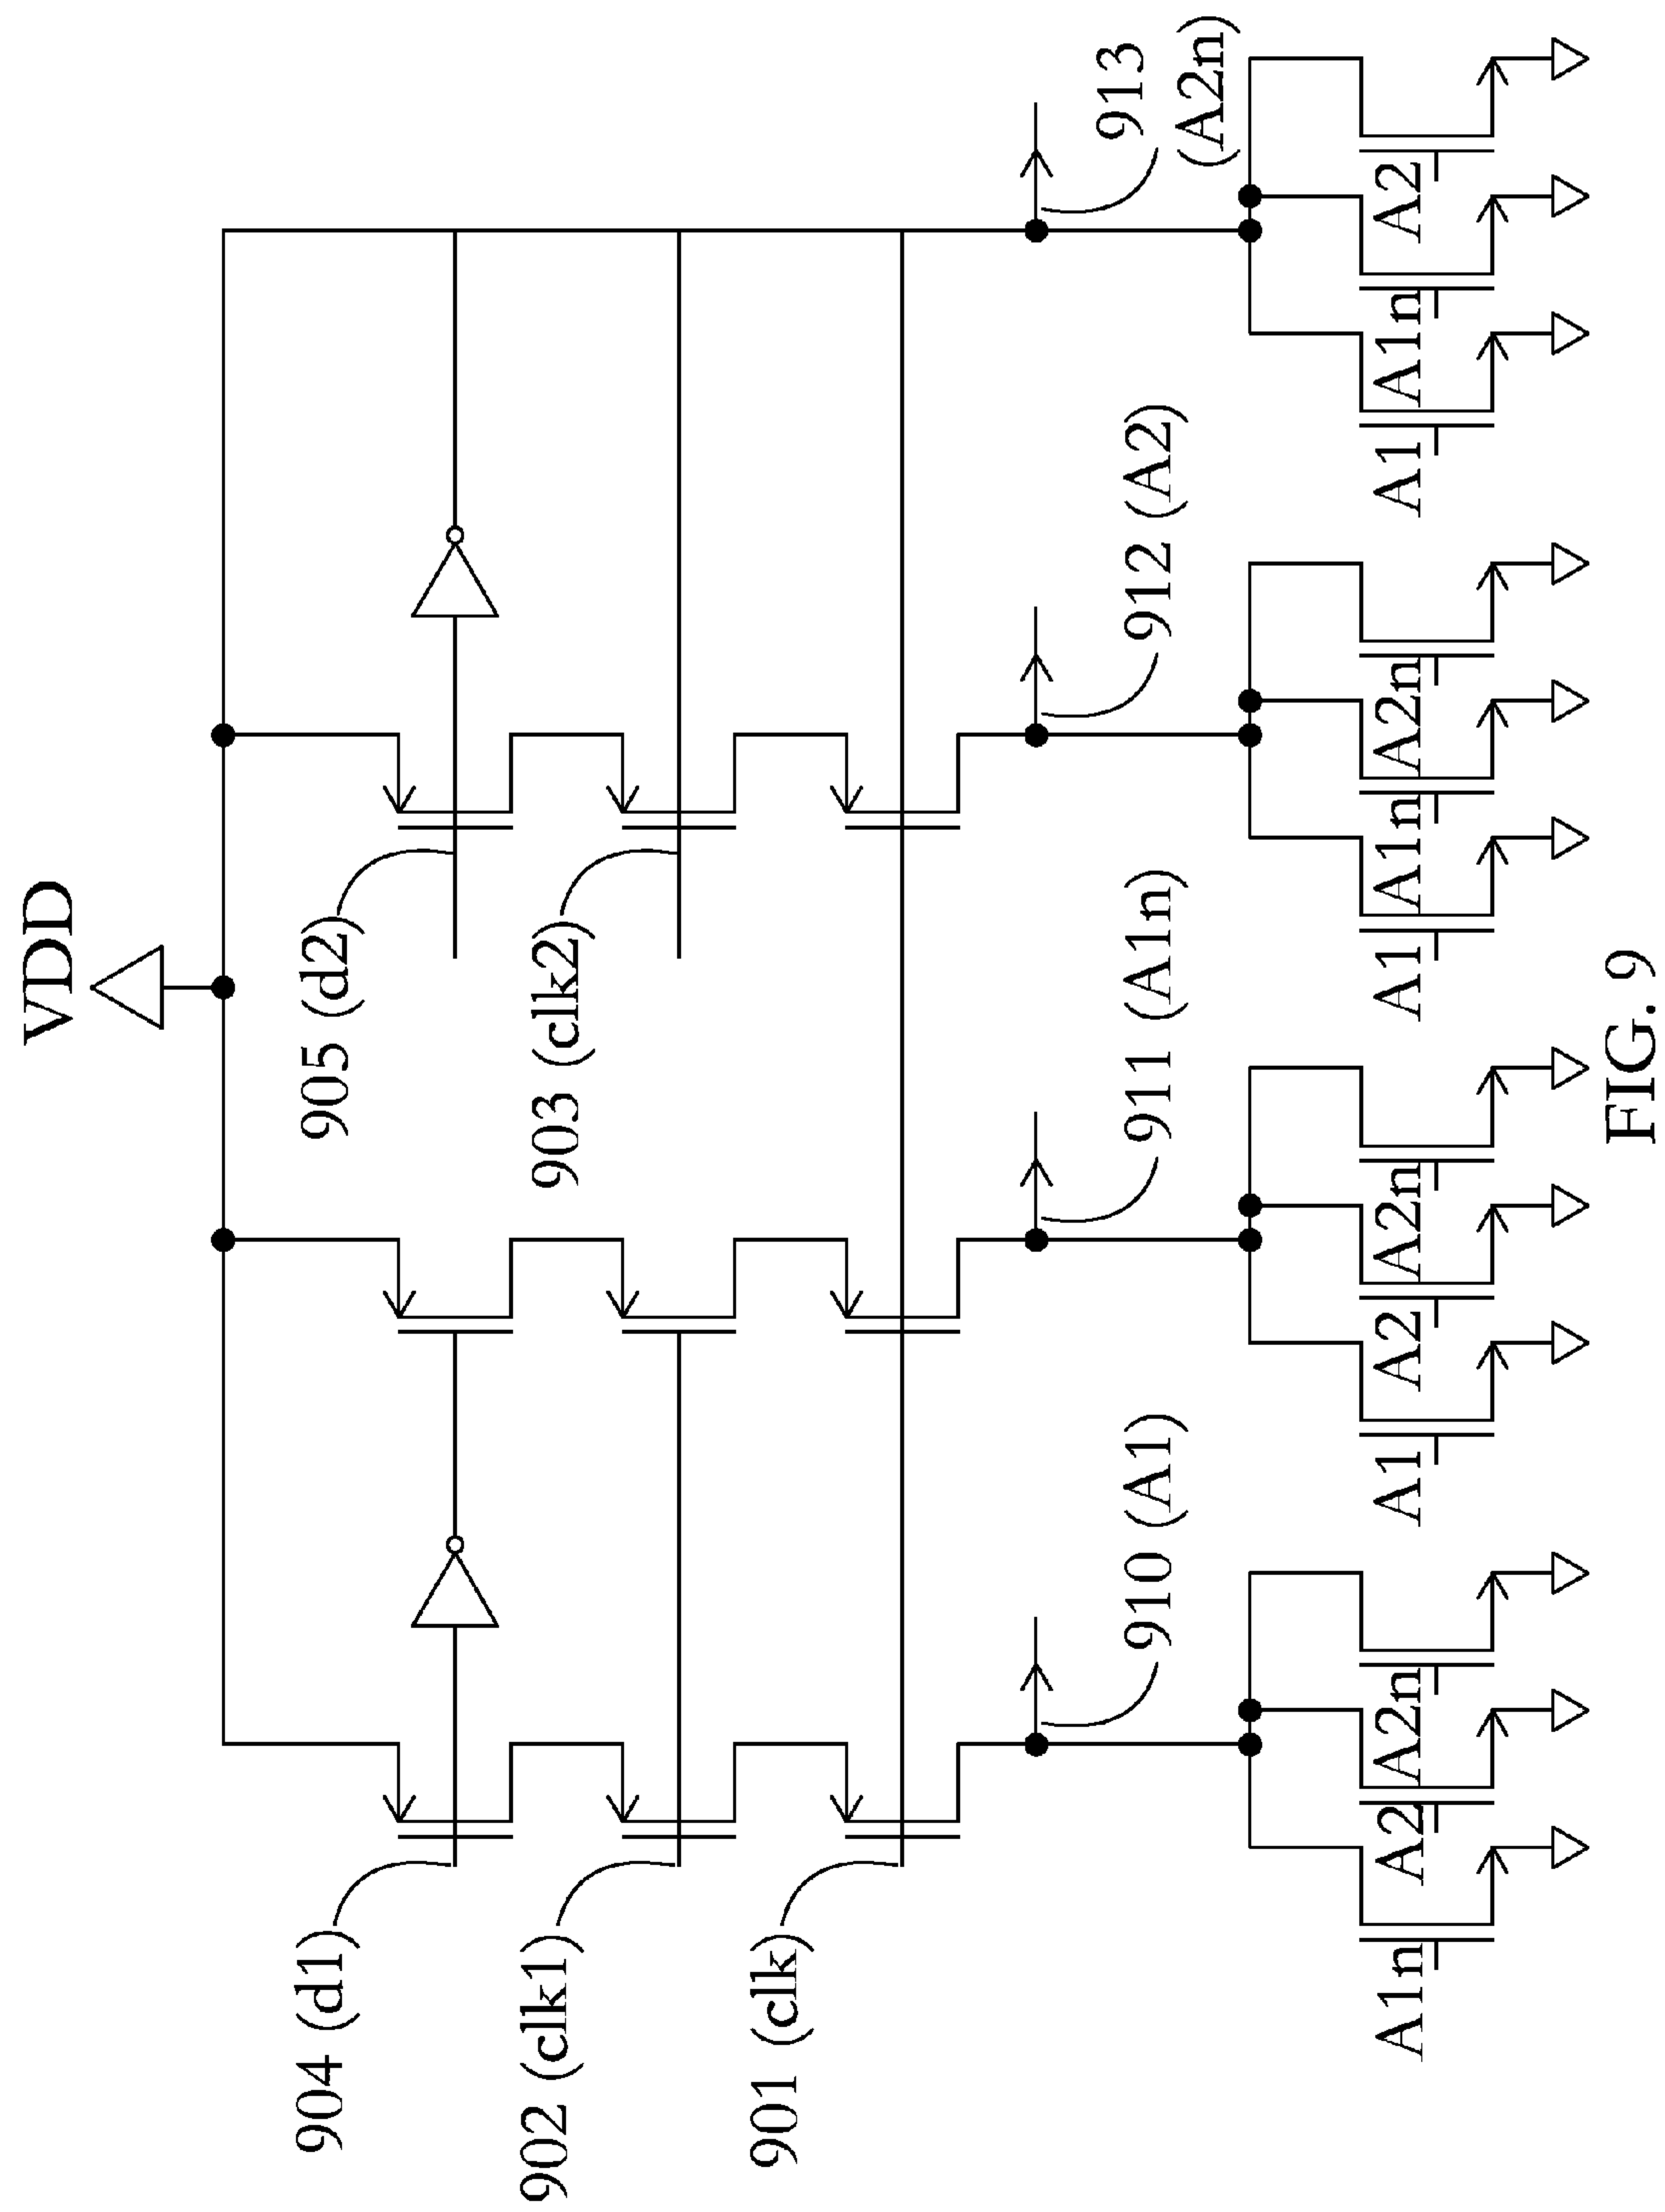 VDD
904 (d1)
905 (d2)
902 (clk1)
903 (clk2)
901 (clk)
910 (A1)
911 (A1n)
912 (A2)
913
(A2n)
A1n A2 A2n A1 A2 A2n A1 A1n A2n A1 A1n A2
FIG. 9